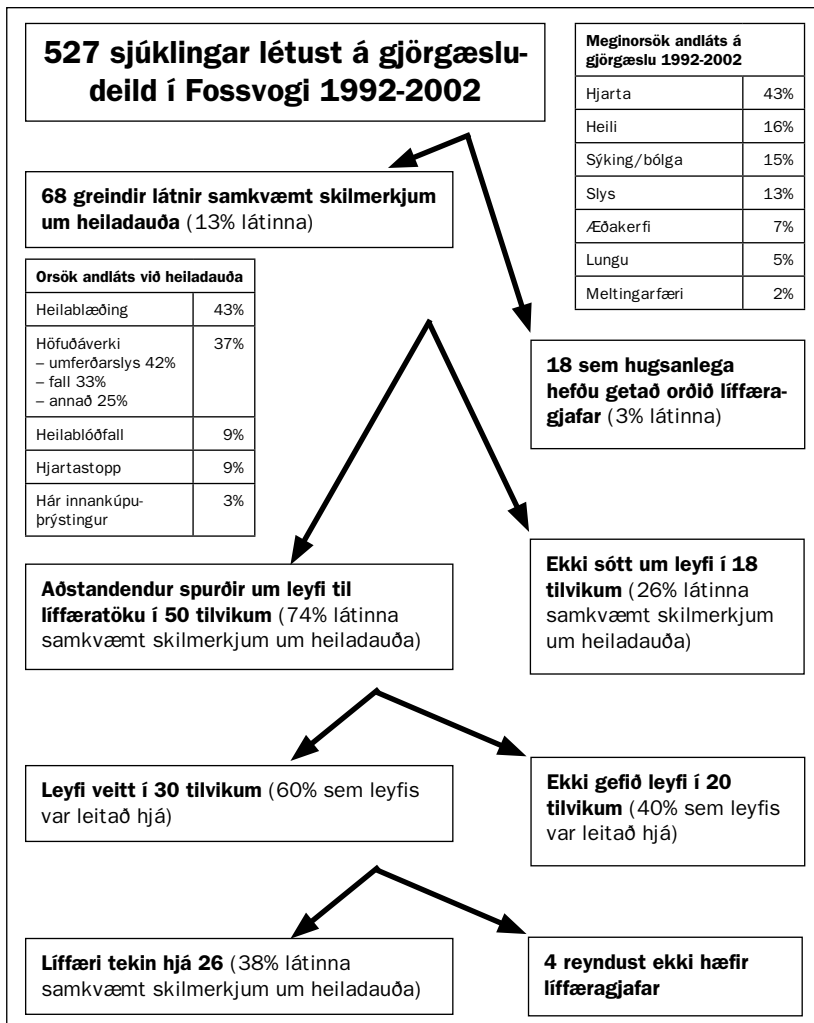 527 sjúklingar létust á gjörgæslu-
deild í Fossvogi 1992-2002
Meginorsök andláts á
gjörgæslu 1992-2002
Hjarta 43%
Heili 16%
Sýking/bólga 15%
Slys 13%
Æðakerfi 7%
Lungu 5%
Meltingarfæri 2%
68 greindir látnir samkvæmt skilmerkjum
um heiladauða (13% látinna)
Orsök andláts við heiladauða
Heilablæðing 43%
Höfuðáverki 37%
– umferðarslys 42%
– fall 33%
– annað 25%
Heilablóðfall 9%
Hjartastopp 9%
Hár innankúpu- 3%
þrýstingur
18 sem hugsanlega
hefðu getað orðið líffæra-
gjafar (3% látinna)
Aðstandendur spurðir um leyfi til
líffæratöku í 50 tilvikum (74% látinna
samkvæmt skilmerkjum um heiladauða)
Ekki sótt um leyfi í 18
tilvikum (26% látinna
samkvæmt skilmerkjum
um heiladauða)
Leyfi veitt í 30 tilvikum (60% sem leyfis
var leitað hjá)
Ekki gefið leyfi í 20
tilvikum (40% sem leyfis
var leitað hjá)
Líffæri tekin hjá 26 (38% látinna
samkvæmt skilmerkjum um heiladauða)
4 reyndust ekki hæfir
líffæragjafar